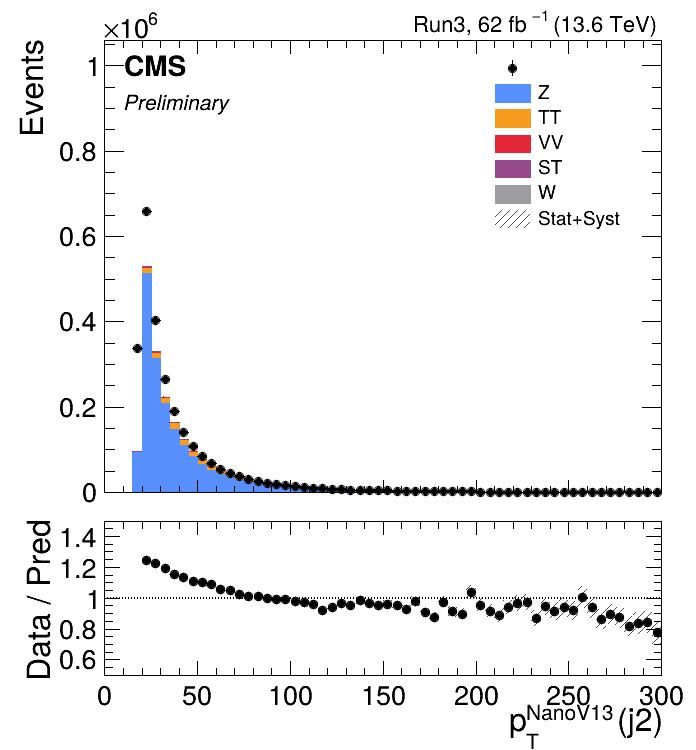 ×10^6
Run3, 62 fb^-1 (13.6 TeV)
Events
CMS
Preliminary
Z
TT
VV
ST
W
Stat+Syst
1
0.8
0.6
0.4
0.2
0
Data / Pred
1.4
1.2
1
0.8
0.6
0 50 100 150 200 250 300
p_T^NanoV13 (j2)